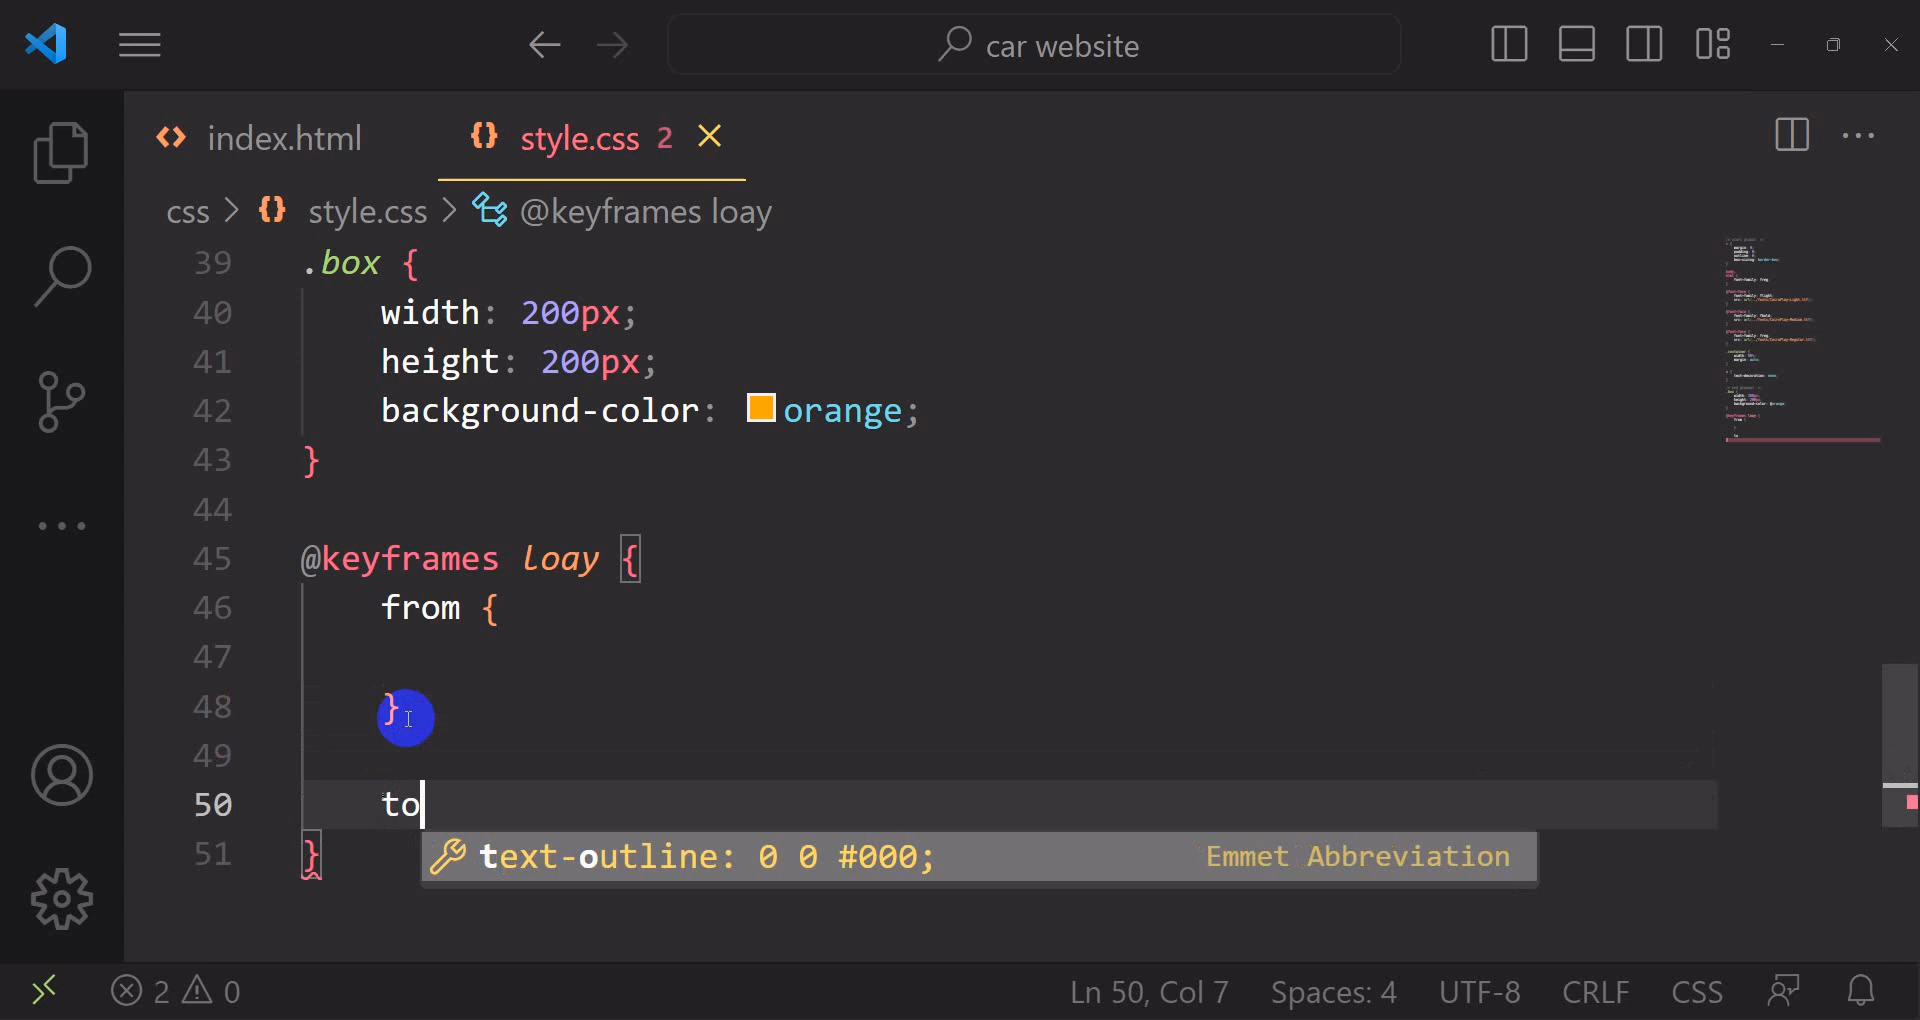 car website
index.html
style.css 2
css > style.css > @keyframes loay
39 .box {
40 width: 200px;
41 height: 200px;
42 background-color: orange;
43 }
44
45 @keyframes loay {
46 from {
47
48 }
49
50 to
51 }
text-outline: 0 0 #000; Emmet Abbreviation
2 0 Ln 50, Col 7 Spaces: 4 UTF-8 CRLF CSS